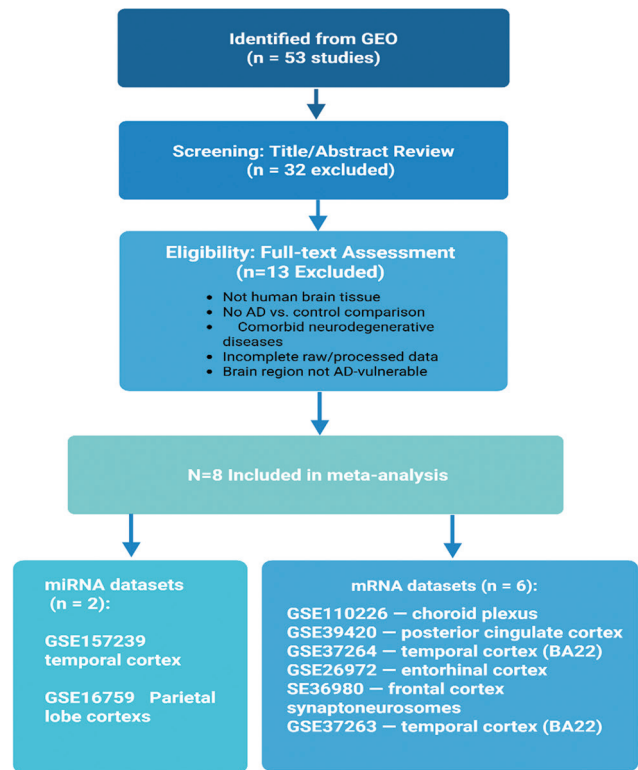 Identified from GEO
(n = 53 studies)
Screening: Title/Abstract Review
(n = 32 excluded)
Eligibility: Full-text Assessment
(n=13 Excluded)
• Not human brain tissue
• No AD vs. control comparison
• Comorbid neurodegenerative
diseases
• Incomplete raw/processed data
• Brain region not AD-vulnerable
N=8 Included in meta-analysis
miRNA datasets
(n = 2):
GSE157239
temporal cortex
GSE16759 Parietal
lobe cortexs
mRNA datasets (n = 6):
GSE110226 — choroid plexus
GSE39420 — posterior cingulate cortex
GSE37264 — temporal cortex (BA22)
GSE26972 — entorhinal cortex
SE36980 — frontal cortex
synaptoneurosomes
GSE37263 — temporal cortex (BA22)